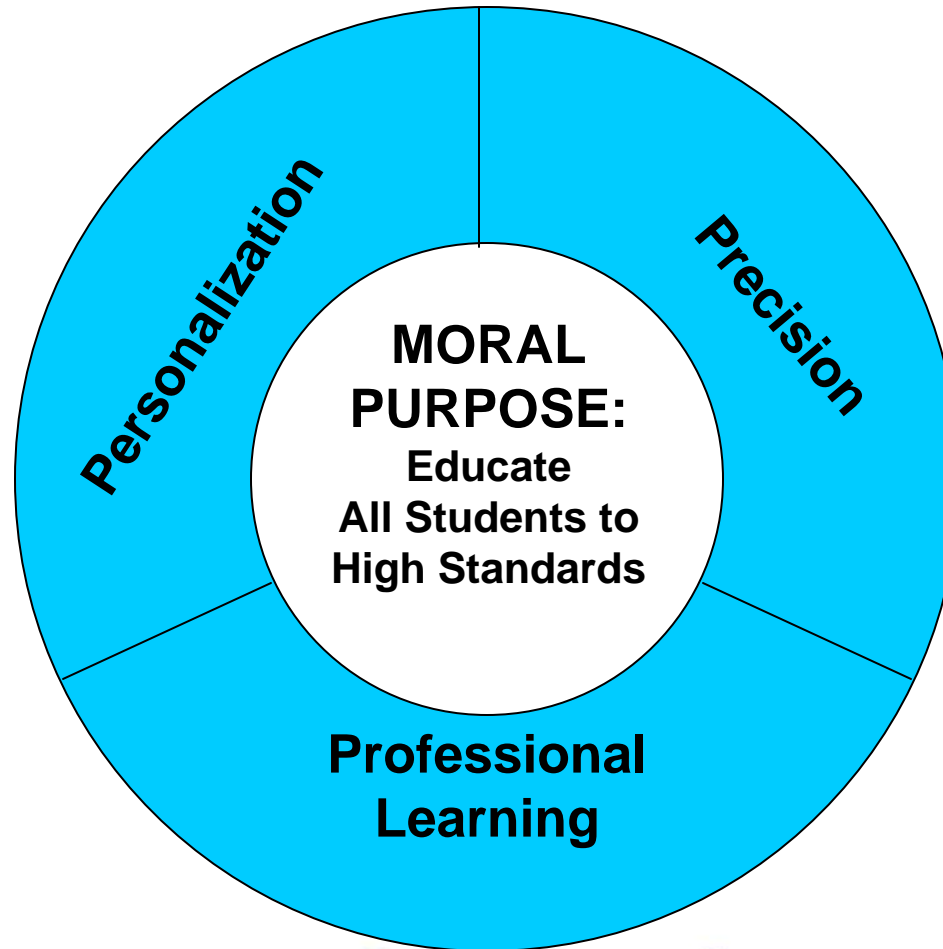 Personalization
Precision
MORAL
PURPOSE:
Educate
All Students to
High Standards
Professional
Learning